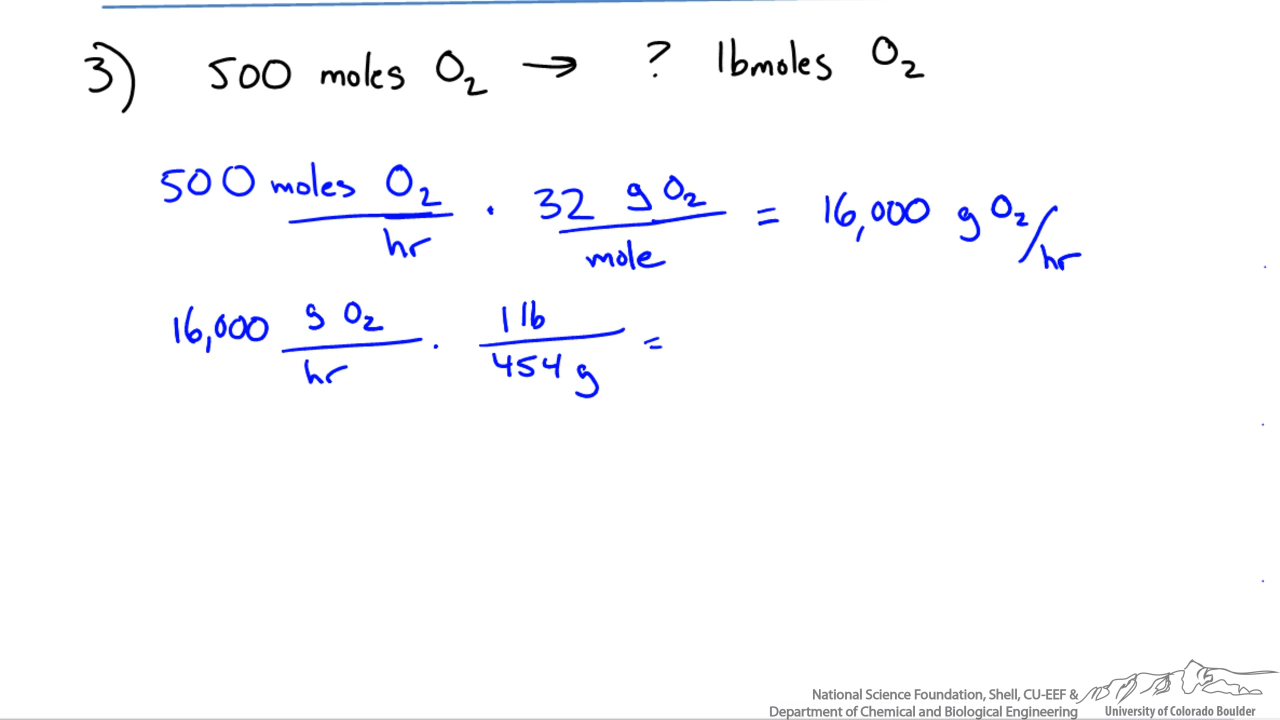 3) 500 moles O₂ → ? lbmoles O₂
500 moles O₂ / hr · 32 g O₂ / mole = 16,000 g O₂/hr
16,000 g O₂ / hr · 1 lb / 454 g =
National Science Foundation, Shell, CU-EEF &
Department of Chemical and Biological Engineering
University of Colorado Boulder